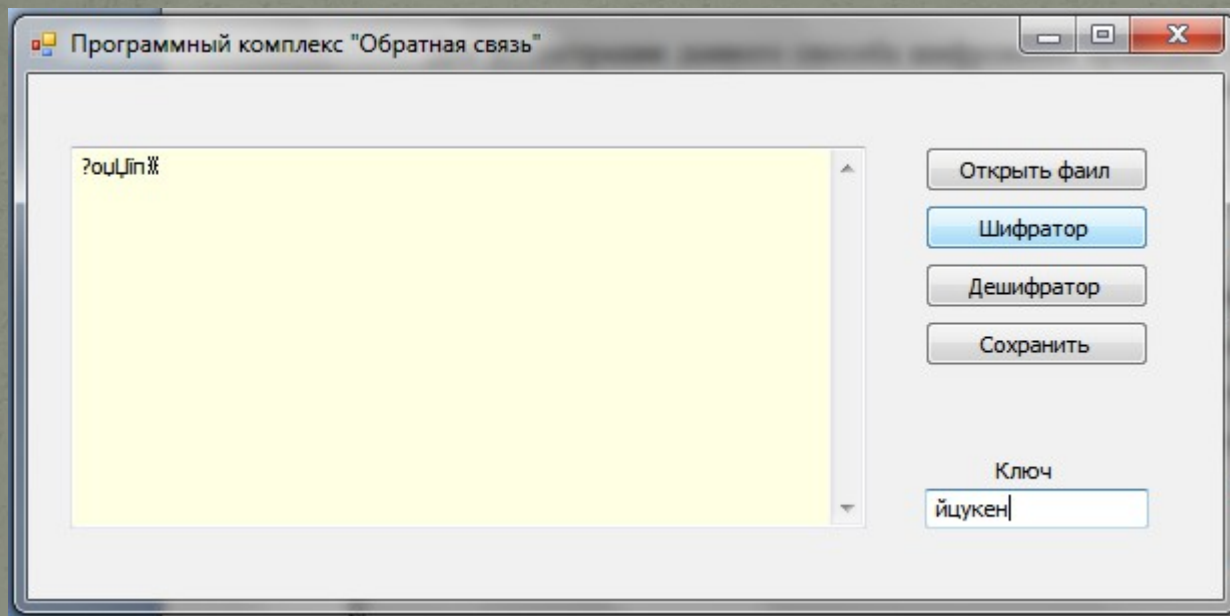 Программный комплекс "Обратная связь"
Открыть фаил
Шифратор
Дешифратор
Сохранить
Ключ
йцукен